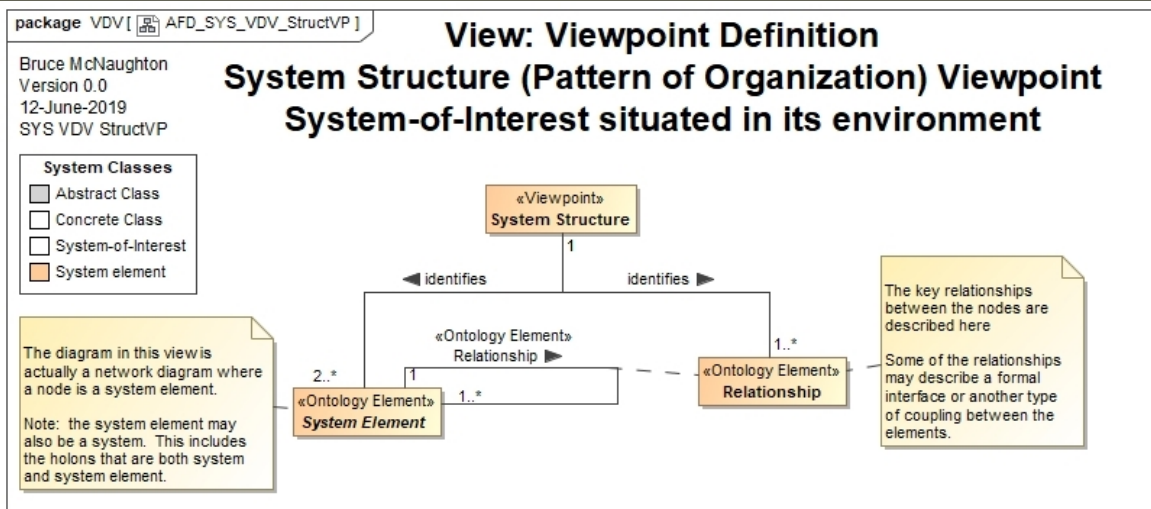 package VDV [ AFD_SYS_VDV_StructVP ]
View: Viewpoint Definition
System Structure (Pattern of Organization) Viewpoint
System-of-Interest situated in its environment
Bruce McNaughton
Version 0.0
12-June-2019
SYS VDV StructVP
System Classes
Abstract Class
Concrete Class
System-of-Interest
System element
«Viewpoint»
System Structure
1
identifies
identifies
The diagram in this view is
actually a network diagram where
a node is a system element.
Note: the system element may
also be a system. This includes
the holons that are both system
and system element.
2..*
«Ontology Element»
System Element
«Ontology Element»
Relationship
1
1..*
1..*
«Ontology Element»
Relationship
The key relationships
between the nodes are
described here
Some of the relationships
may describe a formal
interface or another type
of coupling between the
elements.